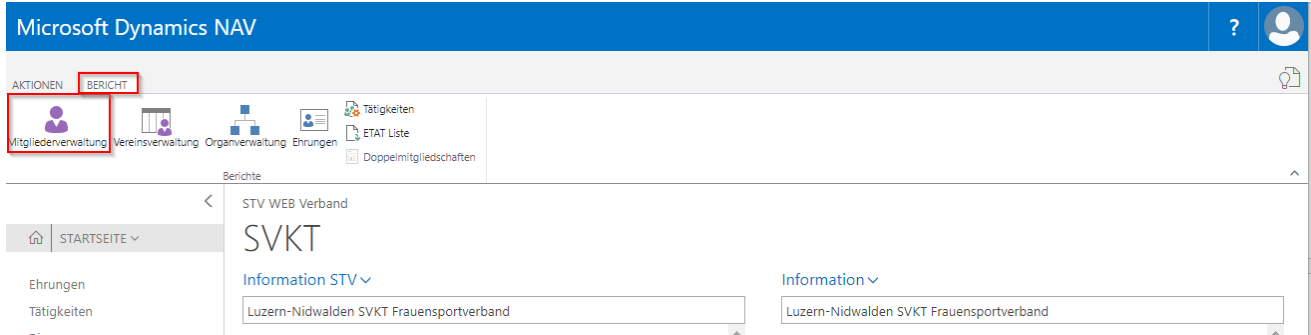 Microsoft Dynamics NAV
?
AKTIONEN BERICHT
Mitgliederverwaltung Vereinsverwaltung Organverwaltung Ehrungen
Tätigkeiten
ETAT Liste
Doppelmitgliedschaften
Berichte
STV WEB Verband
STARTSEITE
SVKT
Information STV Information
Ehrungen
Luzern-Nidwalden SVKT Frauensportverband Luzern-Nidwalden SVKT Frauensportverband
Tätigkeiten